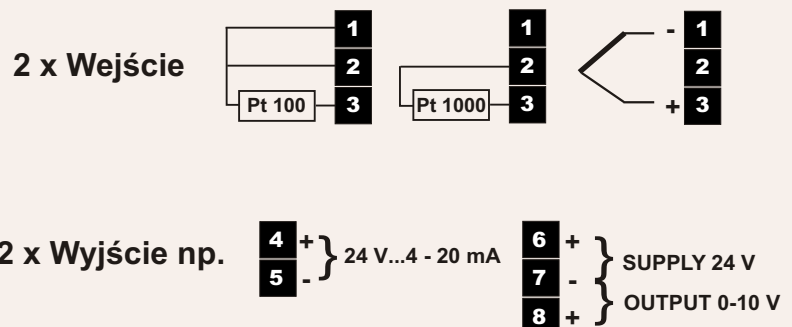 2 x Wejście
1
2
3
Pt 100
1
2
3
Pt 1000
- 1
2
+ 3
2 x Wyjście np.
4 +
5 -
24 V...4 - 20 mA
6 +
7 -
8 +
SUPPLY 24 V
OUTPUT 0-10 V